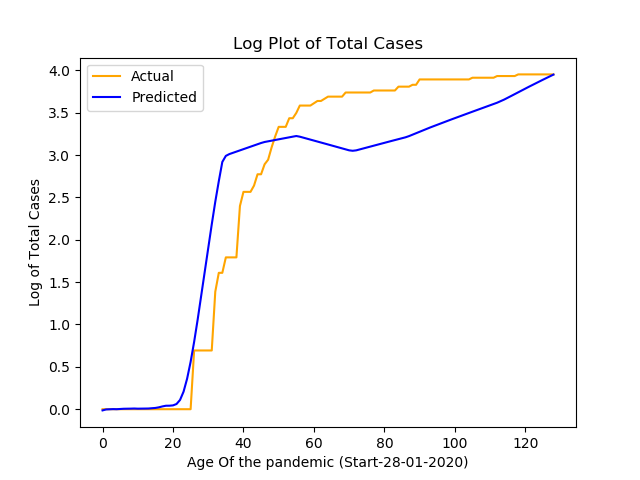 Log Plot of Total Cases
Actual
Predicted
Log of Total Cases
4.0
3.5
3.0
2.5
2.0
1.5
1.0
0.5
0.0
0 20 40 60 80 100 120
Age Of the pandemic (Start-28-01-2020)